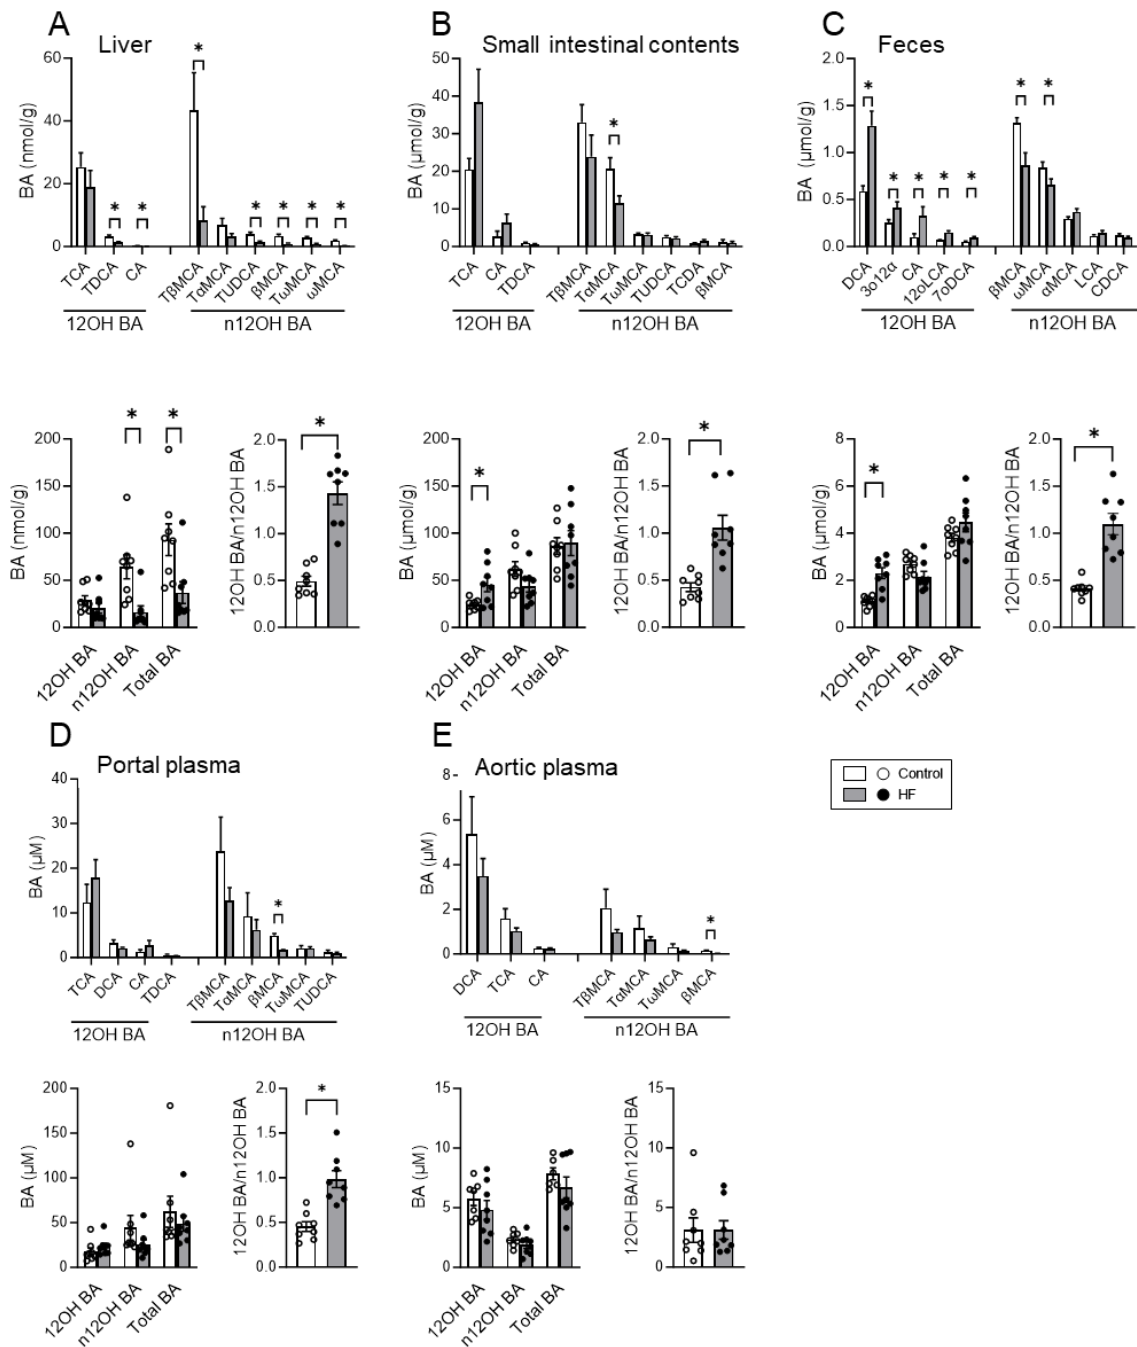 A
Liver
BA (nmol/g)
60
40
20
0
*
*
*
*
*
*
*
TCA
TDCA
CA
TβMCA
TαMCA
TUDCA
βMCA
TωMCA
ωMCA
12OH BA
n12OH BA
BA (nmol/g)
200
150
100
50
0
*
*
12OH BA
n12OH BA
Total BA
12OH BA/n12OH BA
2.0
1.5
1.0
0.5
0.0
*
B
Small intestinal contents
BA (μmol/g)
50
40
30
20
10
0
*
TCA
CA
TDCA
TβMCA
TαMCA
TωMCA
TUDCA
TCDA
βMCA
12OH BA
n12OH BA
BA (μmol/g)
200
150
100
50
0
*
12OH BA
n12OH BA
Total BA
12OH BA/n12OH BA
2.0
1.5
1.0
0.5
0.0
*
C
Feces
BA (μmol/g)
2.0
1.5
1.0
0.5
0.0
*
*
*
*
*
*
*
DCA
3o12α
CA
12oLCA
7oDCA
βMCA
ωMCA
αMCA
LCA
CDCA
12OH BA
n12OH BA
BA (μmol/g)
8
6
4
2
0
*
12OH BA
n12OH BA
Total BA
12OH BA/n12OH BA
2.0
1.5
1.0
0.5
0.0
*
D
Portal plasma
BA (μM)
40
30
20
10
0
*
TCA
DCA
CA
TDCA
TβMCA
TαMCA
βMCA
TωMCA
TUDCA
12OH BA
n12OH BA
BA (μM)
200
150
100
50
0
12OH BA
n12OH BA
Total BA
12OH BA/n12OH BA
2.0
1.5
1.0
0.5
0.0
*
E
Aortic plasma
BA (μM)
8
6
4
2
0
*
DCA
TCA
CA
TβMCA
TαMCA
TωMCA
βMCA
12OH BA
n12OH BA
BA (μM)
15
10
5
0
12OH BA
n12OH BA
Total BA
12OH BA/n12OH BA
15
10
5
0
Control
HF